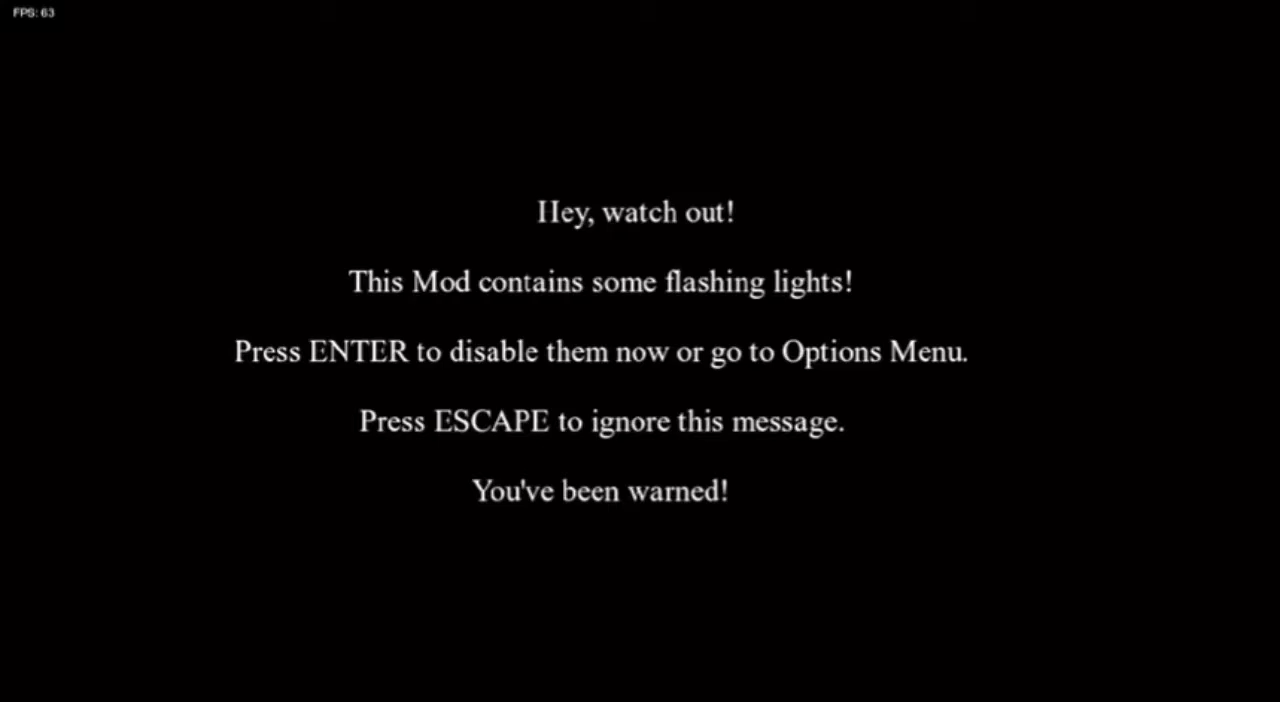 FPS: 63
Hey, watch out!
This Mod contains some flashing lights!
Press ENTER to disable them now or go to Options Menu.
Press ESCAPE to ignore this message.
You've been warned!